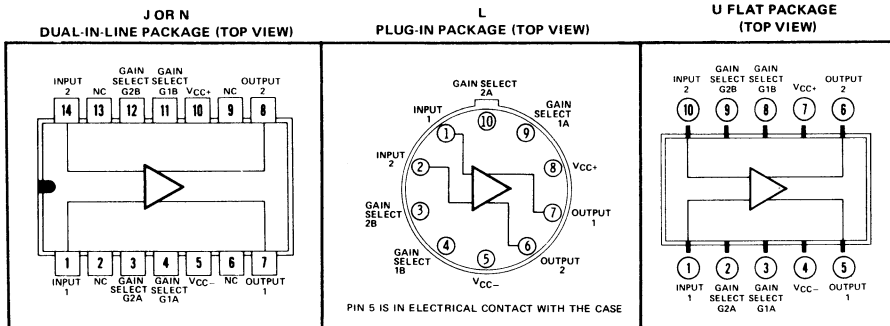 J OR N
DUAL-IN-LINE PACKAGE (TOP VIEW)
INPUT 2
NC
GAIN SELECT G2B
GAIN SELECT G1B
VCC+
NC
OUTPUT 2
14 13 12 11 10 9 8
1 2 3 4 5 6 7
INPUT 1
NC
GAIN SELECT G2A
GAIN SELECT G1A
VCC−
NC
OUTPUT 1
L
PLUG-IN PACKAGE (TOP VIEW)
GAIN SELECT 2A
INPUT 1
GAIN SELECT 1A
10
1
9
INPUT 2
2
8
VCC+
GAIN SELECT 2B
3
7
OUTPUT 1
GAIN SELECT 1B
4
5
6
OUTPUT 2
VCC−
PIN 5 IS IN ELECTRICAL CONTACT WITH THE CASE
U FLAT PACKAGE
(TOP VIEW)
INPUT 2
GAIN SELECT G2B
GAIN SELECT G1B
VCC+
OUTPUT 2
10 9 8 7 6
1 2 3 4 5
INPUT 1
GAIN SELECT G2A
GAIN SELECT G1A
VCC−
OUTPUT 1